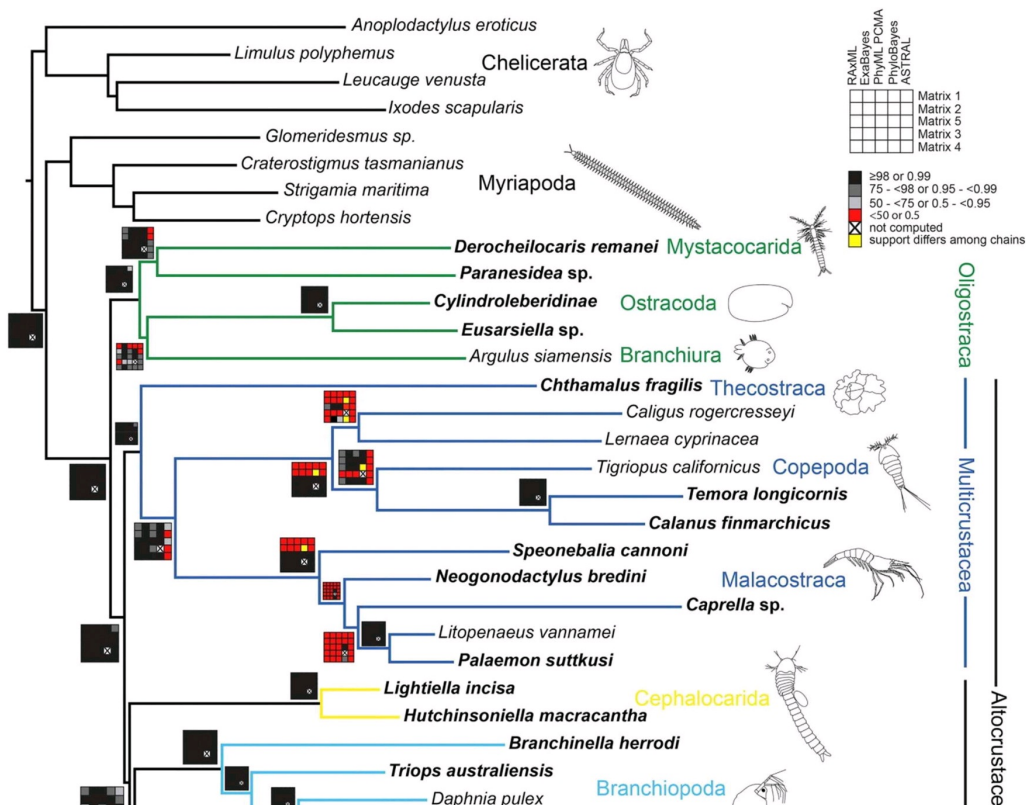 Anoplodactylus eroticus
Limulus polyphemus
Chelicerata
Leucauge venusta
Ixodes scapularis
RAxML
ExaBayes
PhyML PCMA
PhyloBayes
ASTRAL
Matrix 1
Matrix 2
Matrix 5
Matrix 3
Matrix 4
≥98 or 0.99
75 - <98 or 0.95 - <0.99
50 - <75 or 0.5 - <0.95
<50 or 0.5
not computed
support differs among chains
Glomeridesmus sp.
Craterostigmus tasmanianus
Myriapoda
Strigamia maritima
Cryptops hortensis
Derocheilocaris remanei Mystacocarida
Paranesidea sp.
Cylindroleberidinae Ostracoda
Eusarsiella sp.
Argulus siamensis Branchiura
Oligostraca
Chthamalus fragilis Thecostraca
Caligus rogercresseyi
Lernaea cyprinacea
Tigriopus californicus Copepoda
Temora longicornis
Calanus finmarchicus
Multicrustacea
Speonebalia cannoni
Neogonodactylus bredini
Malacostraca
Caprella sp.
Litopenaeus vannamei
Palaemon suttkusi
Lightiella incisa
Cephalocarida
Hutchinsoniella macracantha
Branchinella herrodi
Triops australiensis
Branchiopoda
Daphnia pulex
Altocrustace